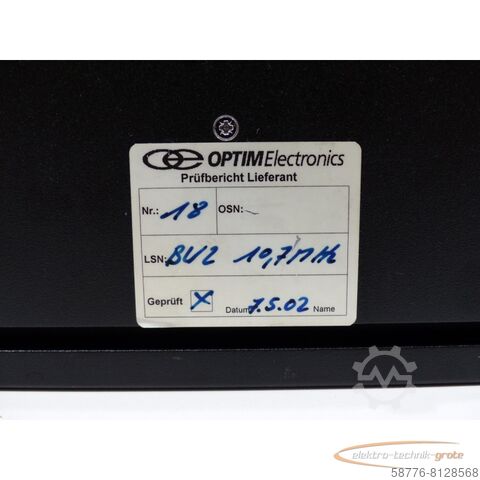 OPTIMElectronics
Prüfbericht Lieferant
Nr.: 18 OSN: -
LSN: BV2 10,7MHz
Geprüft X Datum 7.5.02 Name
elektro-technik-grote
58776-8128568